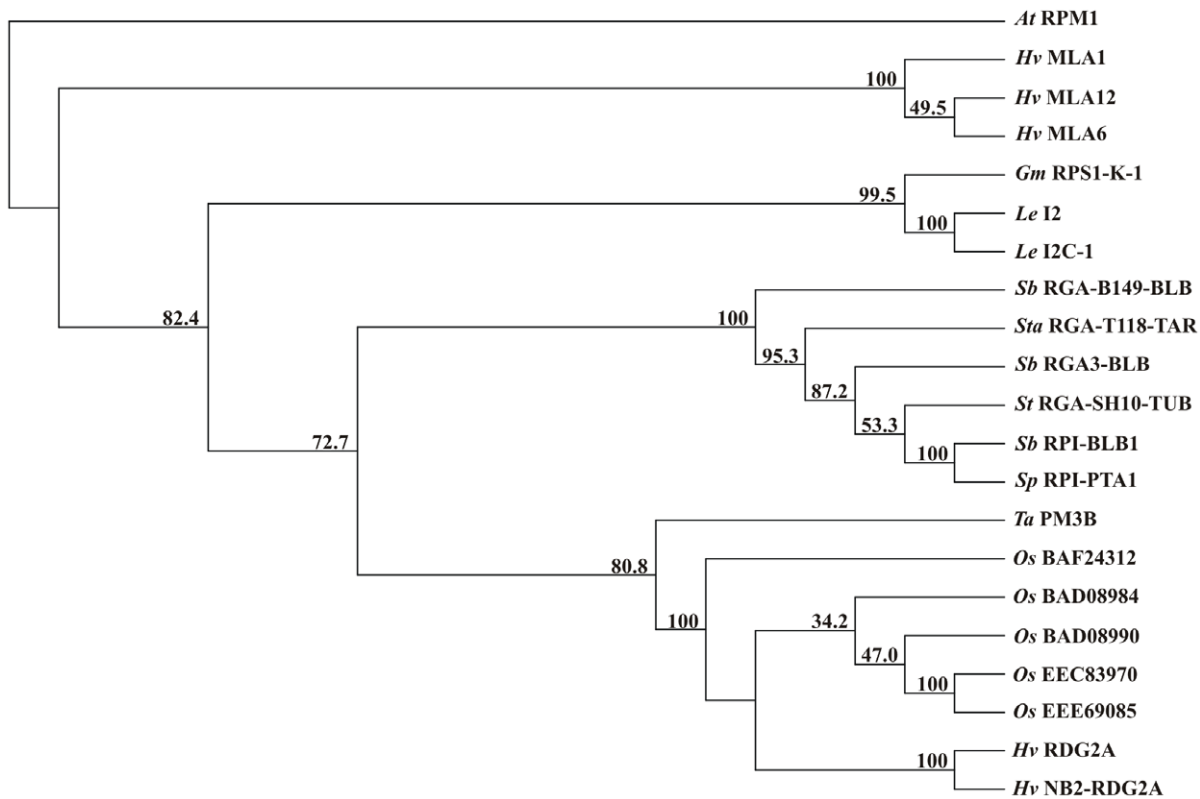 At RPM1
Hv MLA1
100
Hv MLA12
49.5
Hv MLA6
Gm RPS1-K-1
99.5
Le I2
100
Le I2C-1
Sb RGA-B149-BLB
82.4
100
Sta RGA-T118-TAR
95.3
Sb RGA3-BLB
87.2
St RGA-SH10-TUB
53.3
72.7
Sb RPI-BLB1
100
Sp RPI-PTA1
Ta PM3B
80.8
Os BAF24312
Os BAD08984
100
34.2
Os BAD08990
47.0
Os EEC83970
100
Os EEE69085
Hv RDG2A
100
Hv NB2-RDG2A